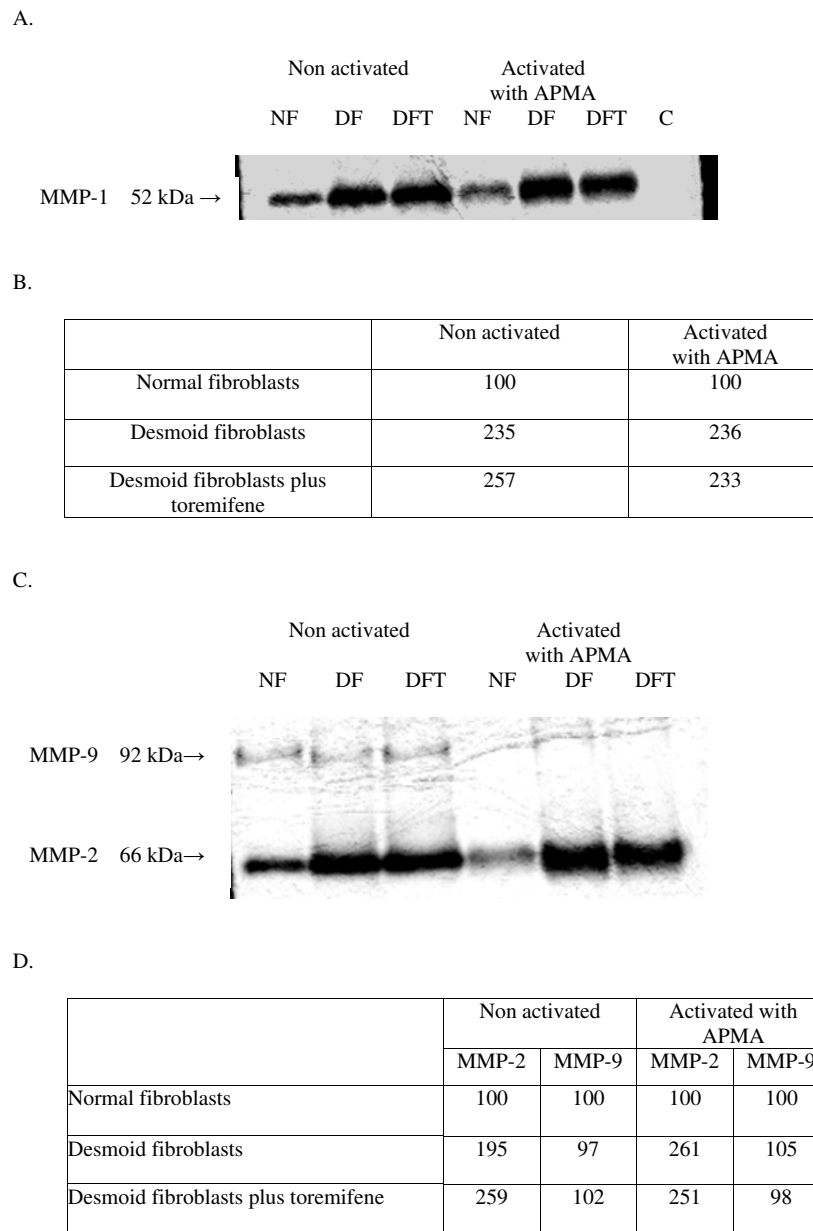 A.
Non activated Activated
with APMA
NF DF DFT NF DF DFT C
MMP-1 52 kDa →
B.
Non activated Activated
with APMA
Normal fibroblasts 100 100
Desmoid fibroblasts 235 236
Desmoid fibroblasts plus
toremifene 257 233
C.
Non activated Activated
with APMA
NF DF DFT NF DF DFT
MMP-9 92 kDa→
MMP-2 66 kDa→
D.
Non activated Activated with
APMA
MMP-2 MMP-9 MMP-2 MMP-9
Normal fibroblasts 100 100 100 100
Desmoid fibroblasts 195 97 261 105
Desmoid fibroblasts plus toremifene 259 102 251 98